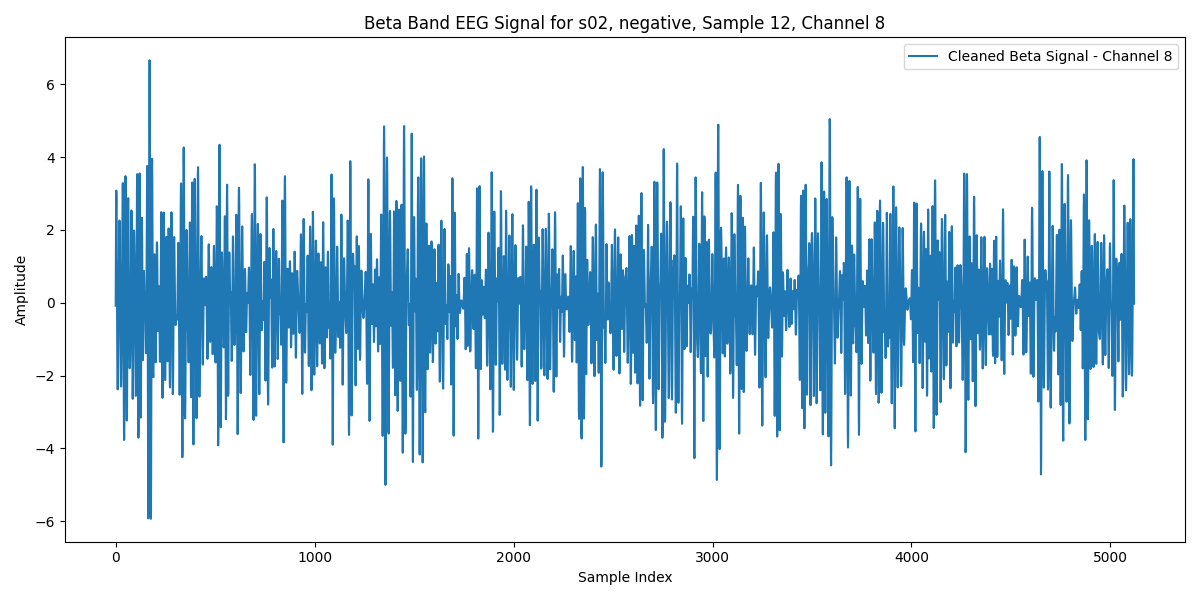 Beta Band EEG Signal for s02, negative, Sample 12, Channel 8
Cleaned Beta Signal - Channel 8
Amplitude
6
4
2
0
−2
−4
−6
0 1000 2000 3000 4000 5000
Sample Index